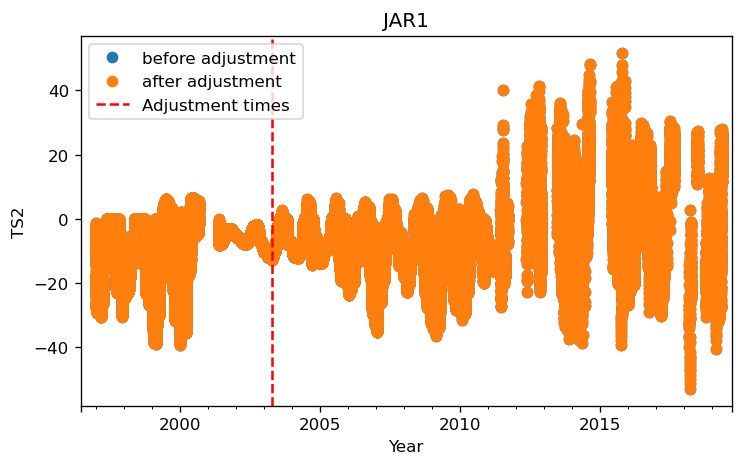 JAR1
before adjustment
after adjustment
Adjustment times
TS2
40
20
0
−20
−40
2000
2005
2010
2015
Year